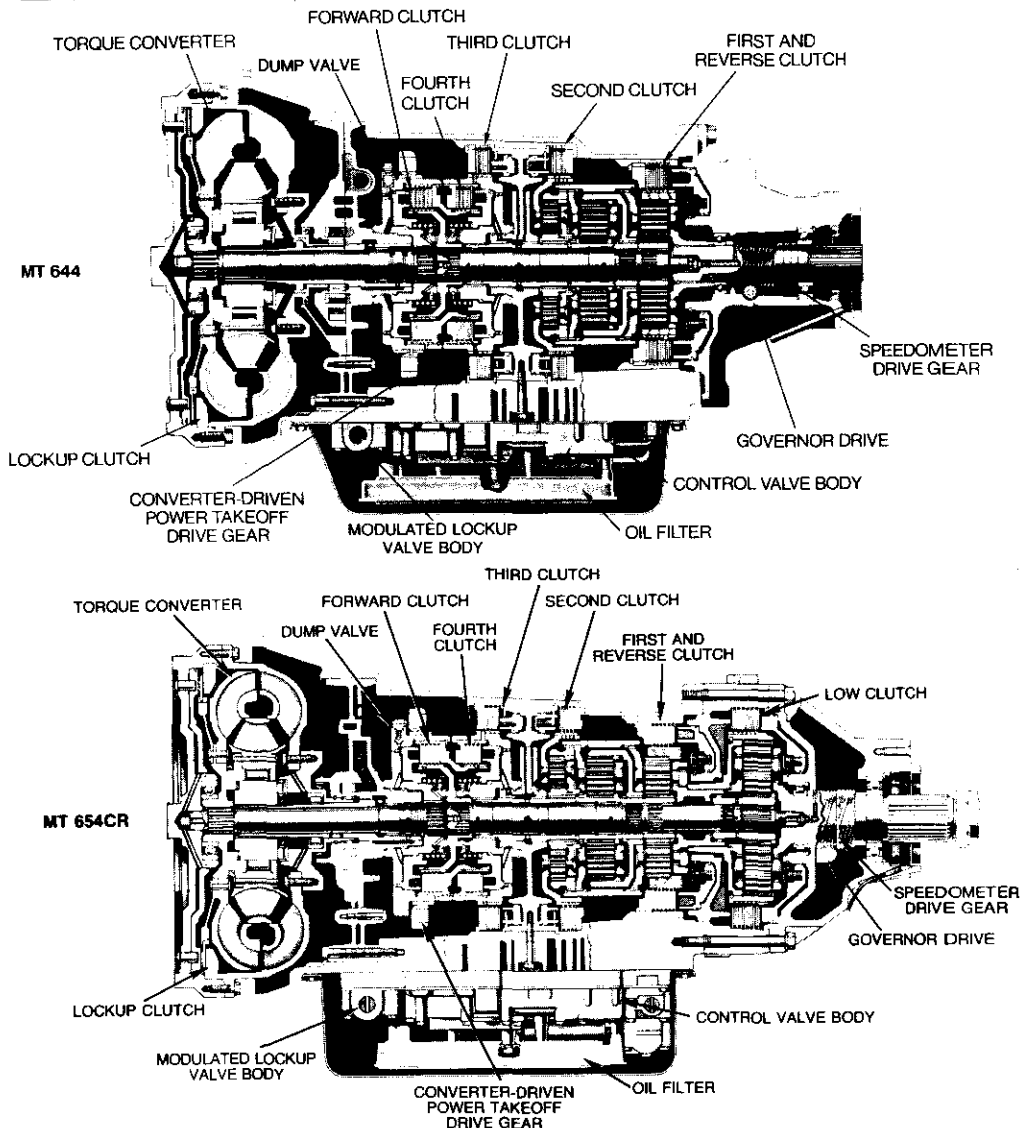 FORWARD CLUTCH
TORQUE CONVERTER
THIRD CLUTCH
FIRST AND
REVERSE CLUTCH
DUMP VALVE
FOURTH
CLUTCH
SECOND CLUTCH
MT 644
SPEEDOMETER
DRIVE GEAR
GOVERNOR DRIVE
LOCKUP CLUTCH
CONVERTER-DRIVEN
POWER TAKEOFF
DRIVE GEAR
MODULATED LOCKUP
VALVE BODY
CONTROL VALVE BODY
OIL FILTER
THIRD CLUTCH
TORQUE CONVERTER
FORWARD CLUTCH
SECOND CLUTCH
DUMP VALVE
FOURTH
CLUTCH
FIRST AND
REVERSE CLUTCH
LOW CLUTCH
MT 654CR
SPEEDOMETER
DRIVE GEAR
GOVERNOR DRIVE
LOCKUP CLUTCH
CONTROL VALVE BODY
MODULATED LOCKUP
VALVE BODY
OIL FILTER
CONVERTER-DRIVEN
POWER TAKEOFF
DRIVE GEAR